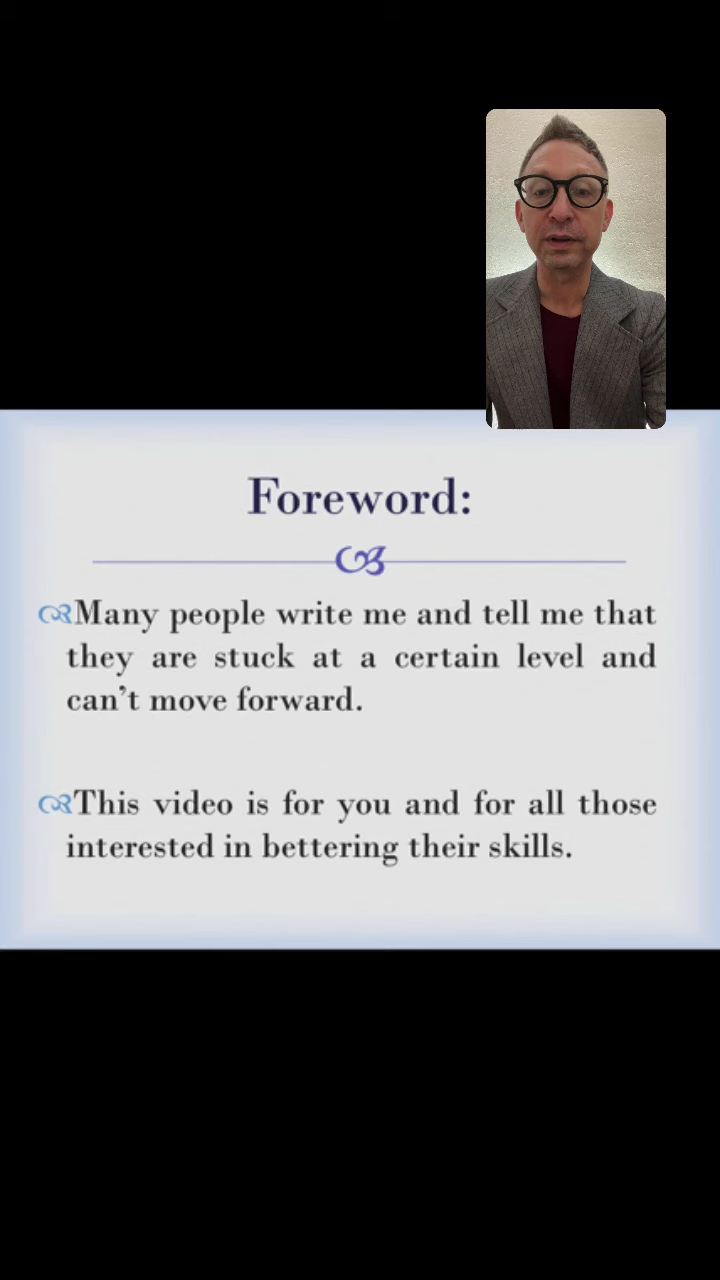 Foreword:
Many people write me and tell me that
they are stuck at a certain level and
can’t move forward.
This video is for you and for all those
interested in bettering their skills.